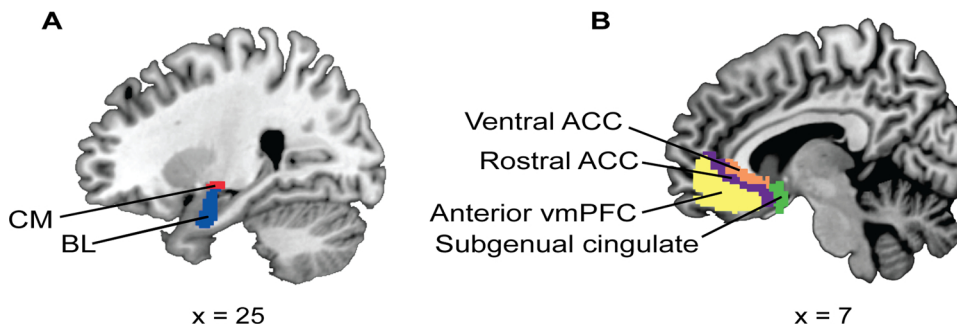 A
B
Ventral ACC
Rostral ACC
CM
Anterior vmPFC
BL
Subgenual cingulate
x = 25
x = 7